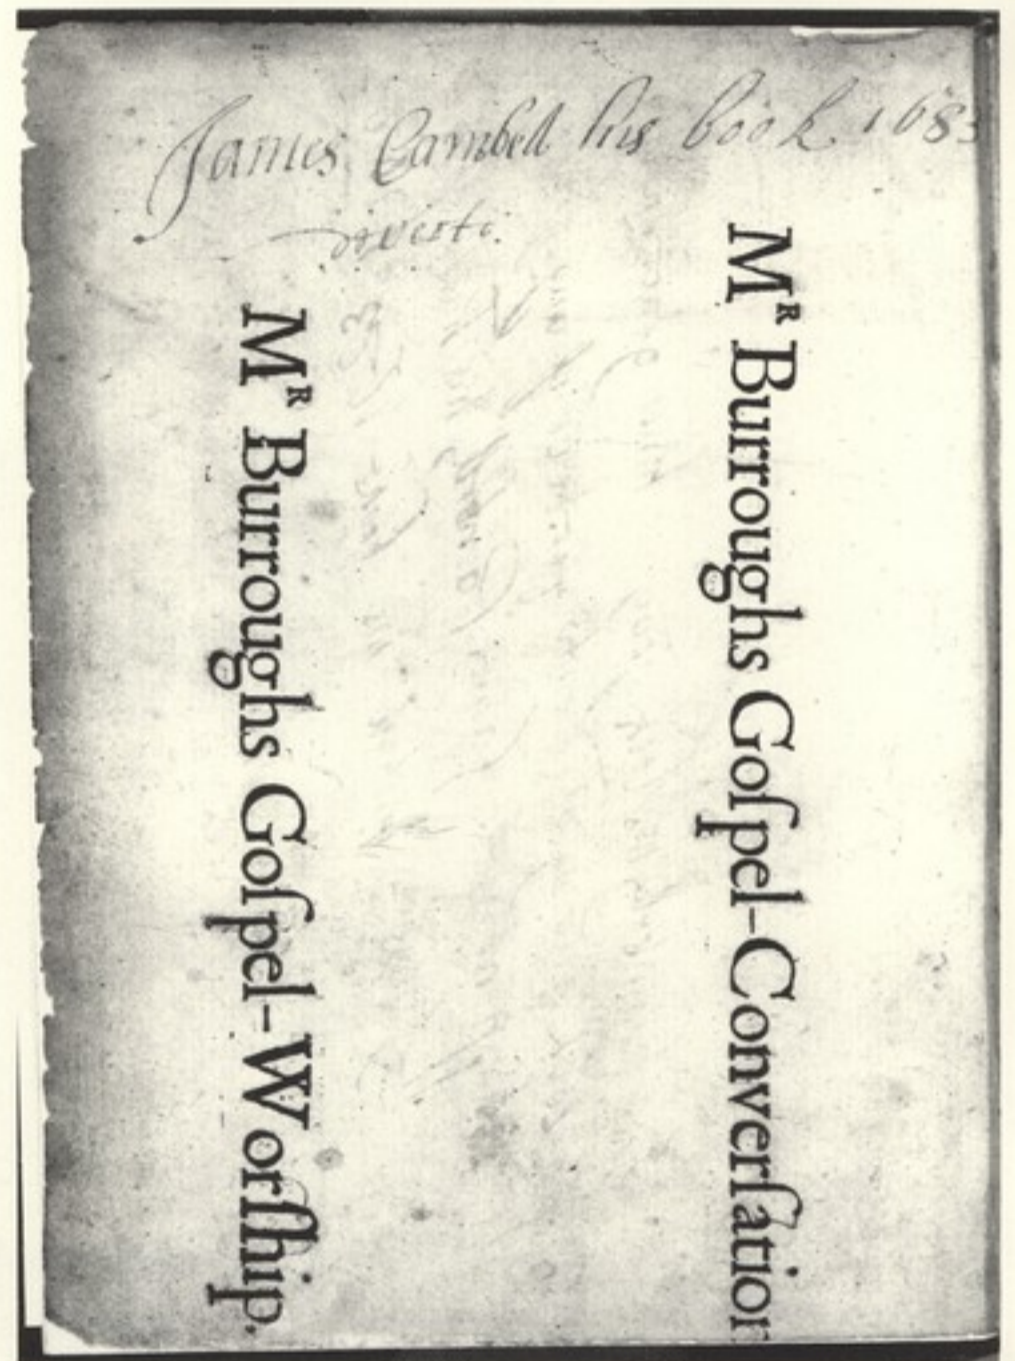 James Cambell his book 1683
Mᴿ Burroughs Goſpel-Converſation
Mᴿ Burroughs Goſpel-Worſhip.